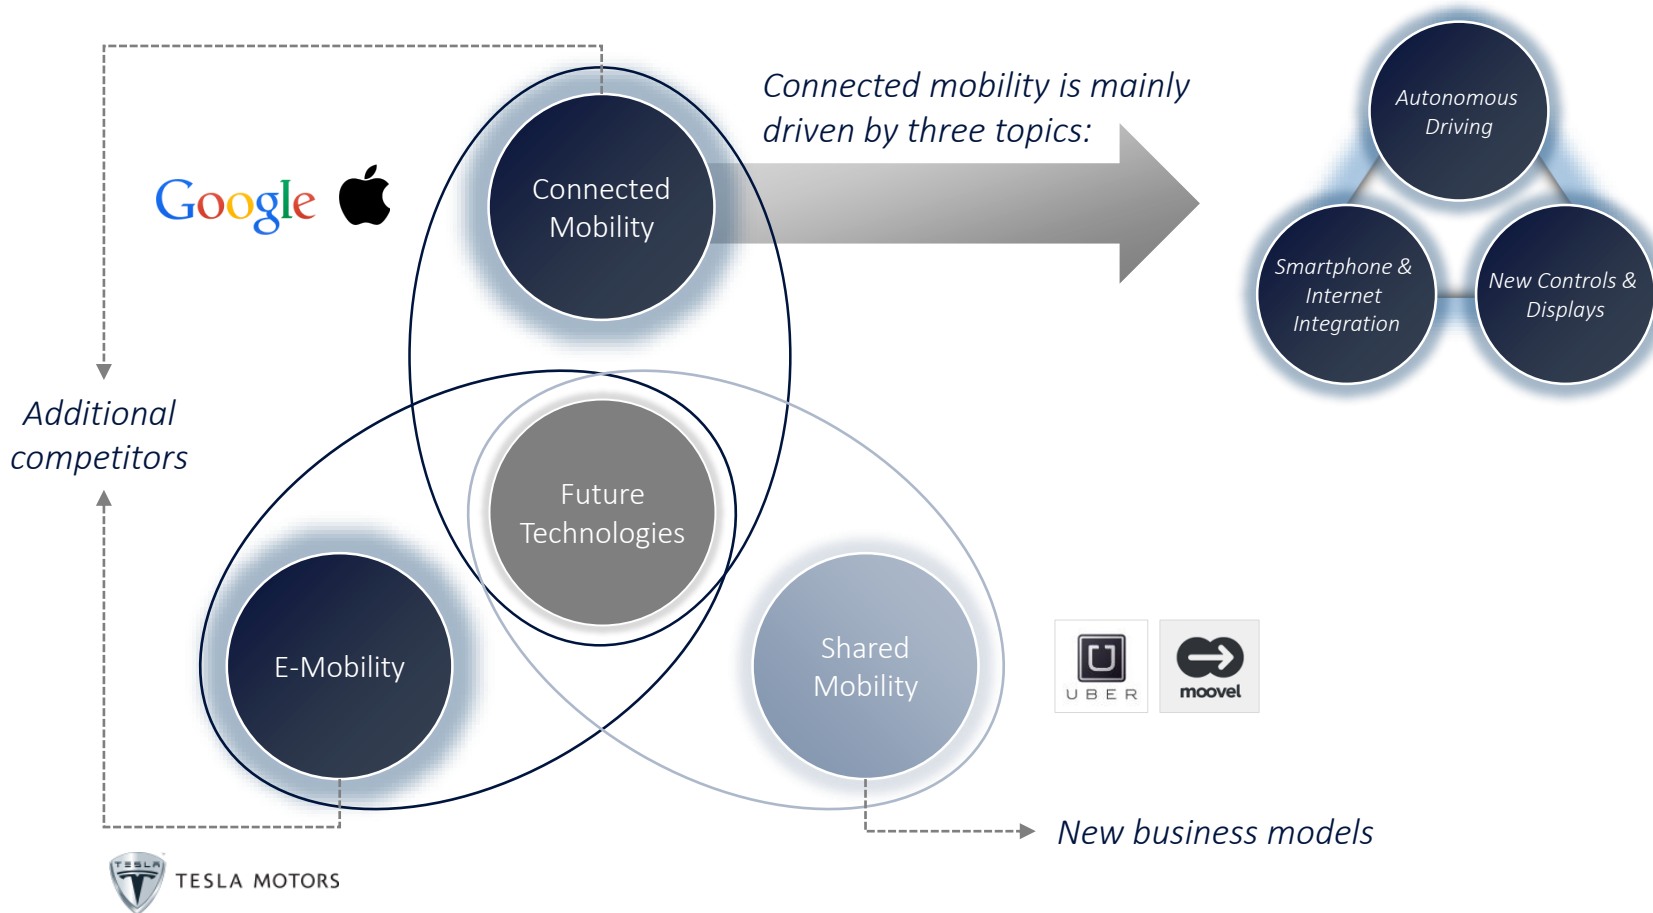 Connected mobility is mainly
driven by three topics:
Autonomous
Driving
Smartphone &
Internet
Integration
New Controls &
Displays
Google
Connected
Mobility
Additional
competitors
Future
Technologies
E-Mobility
Shared
Mobility
UBER
moovel
New business models
TESLA
TESLA MOTORS